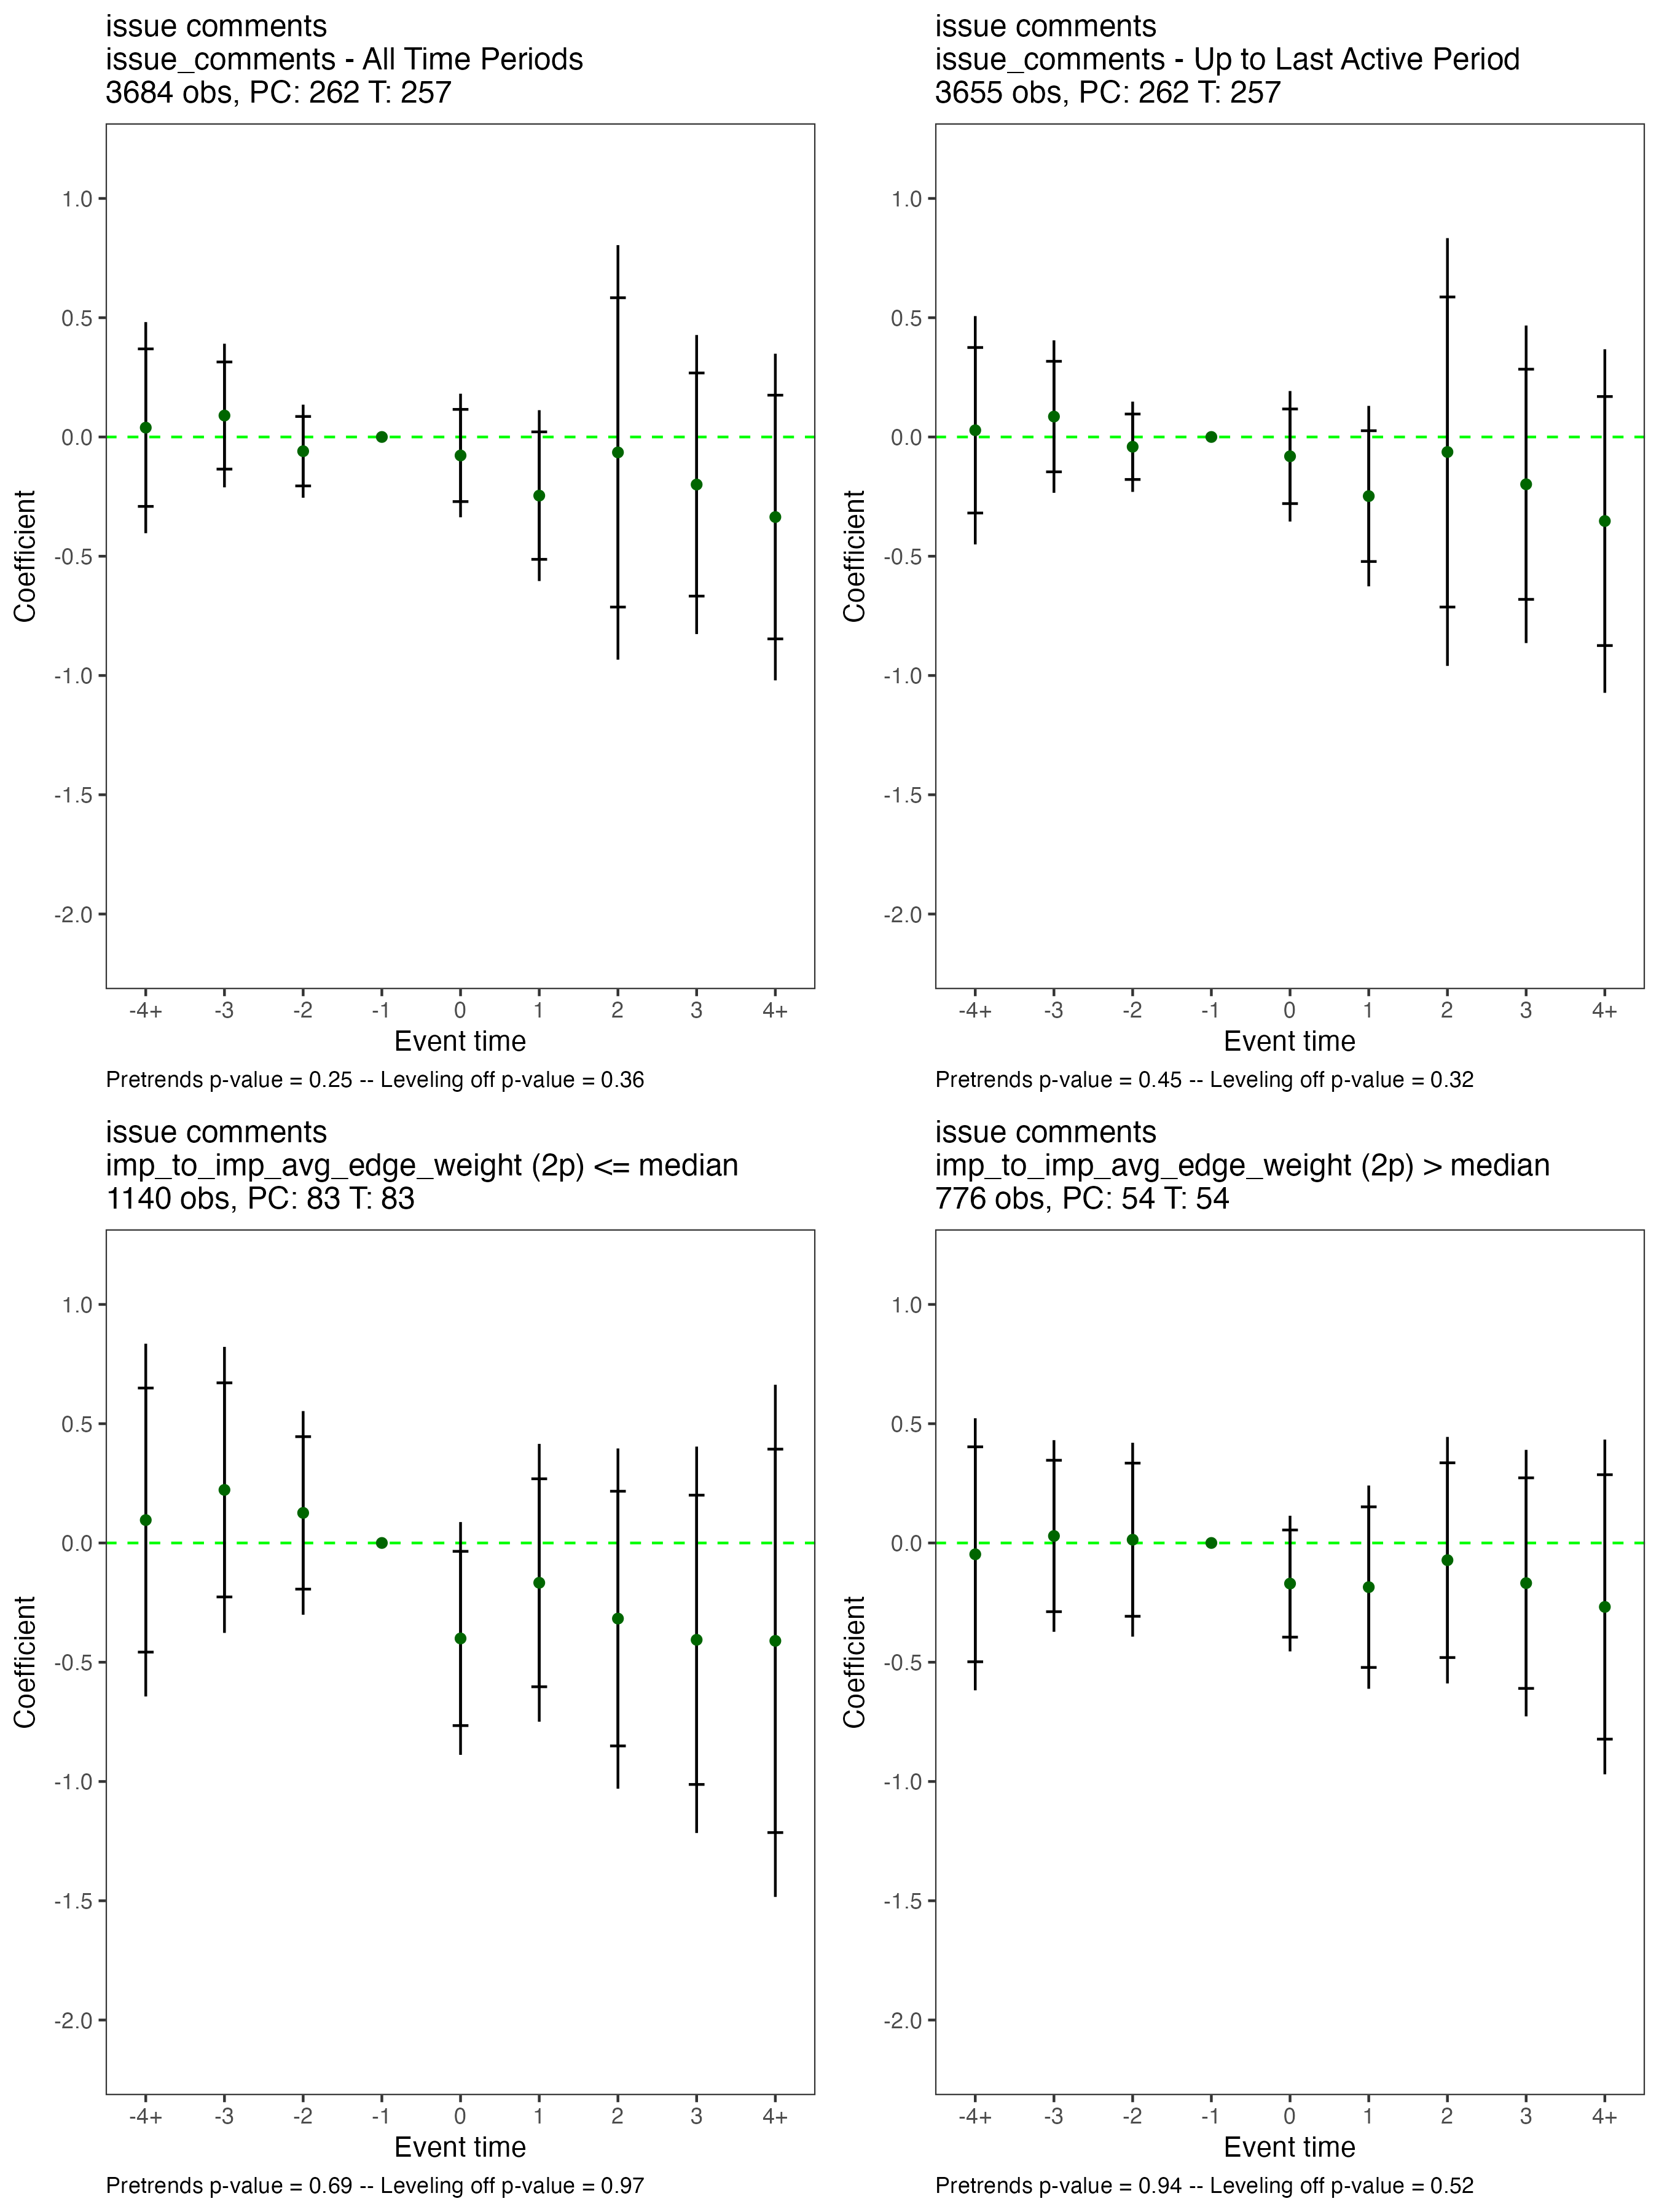 issue comments
issue_comments - All Time Periods
3684 obs, PC: 262 T: 257
1.0
0.5
0.0
-0.5
-1.0
-1.5
-2.0
Coefficient
-4+ -3 -2 -1 0 1 2 3 4+
Event time
Pretrends p-value = 0.25 -- Leveling off p-value = 0.36
issue comments
issue_comments - Up to Last Active Period
3655 obs, PC: 262 T: 257
1.0
0.5
0.0
-0.5
-1.0
-1.5
-2.0
Coefficient
-4+ -3 -2 -1 0 1 2 3 4+
Event time
Pretrends p-value = 0.45 -- Leveling off p-value = 0.32
issue comments
imp_to_imp_avg_edge_weight (2p) <= median
1140 obs, PC: 83 T: 83
1.0
0.5
0.0
-0.5
-1.0
-1.5
-2.0
Coefficient
-4+ -3 -2 -1 0 1 2 3 4+
Event time
Pretrends p-value = 0.69 -- Leveling off p-value = 0.97
issue comments
imp_to_imp_avg_edge_weight (2p) > median
776 obs, PC: 54 T: 54
1.0
0.5
0.0
-0.5
-1.0
-1.5
-2.0
Coefficient
-4+ -3 -2 -1 0 1 2 3 4+
Event time
Pretrends p-value = 0.94 -- Leveling off p-value = 0.52